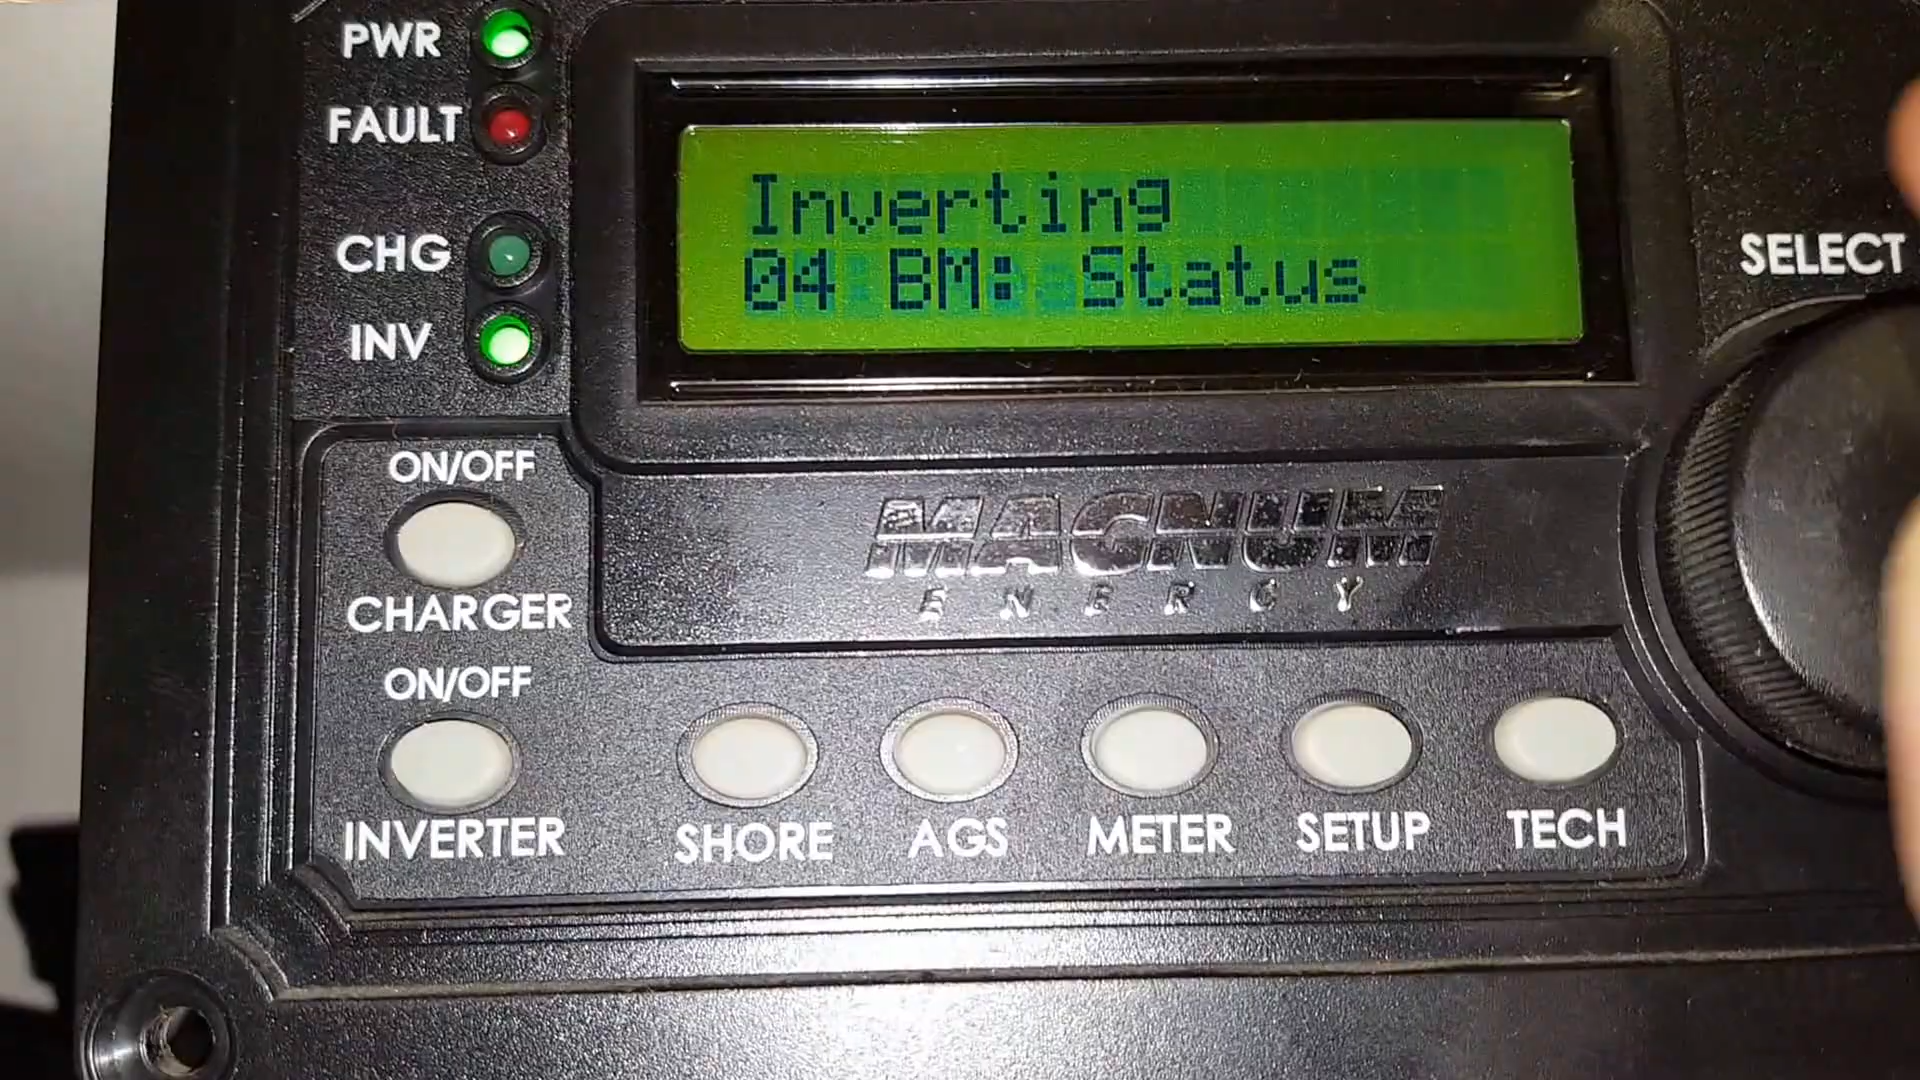 PWR
FAULT
CHG
INV
Inverting
04 BM: Status
SELECT
ON/OFF
CHARGER
MAGNUM
ENERGY
ON/OFF
INVERTER
SHORE
AGS
METER
SETUP
TECH